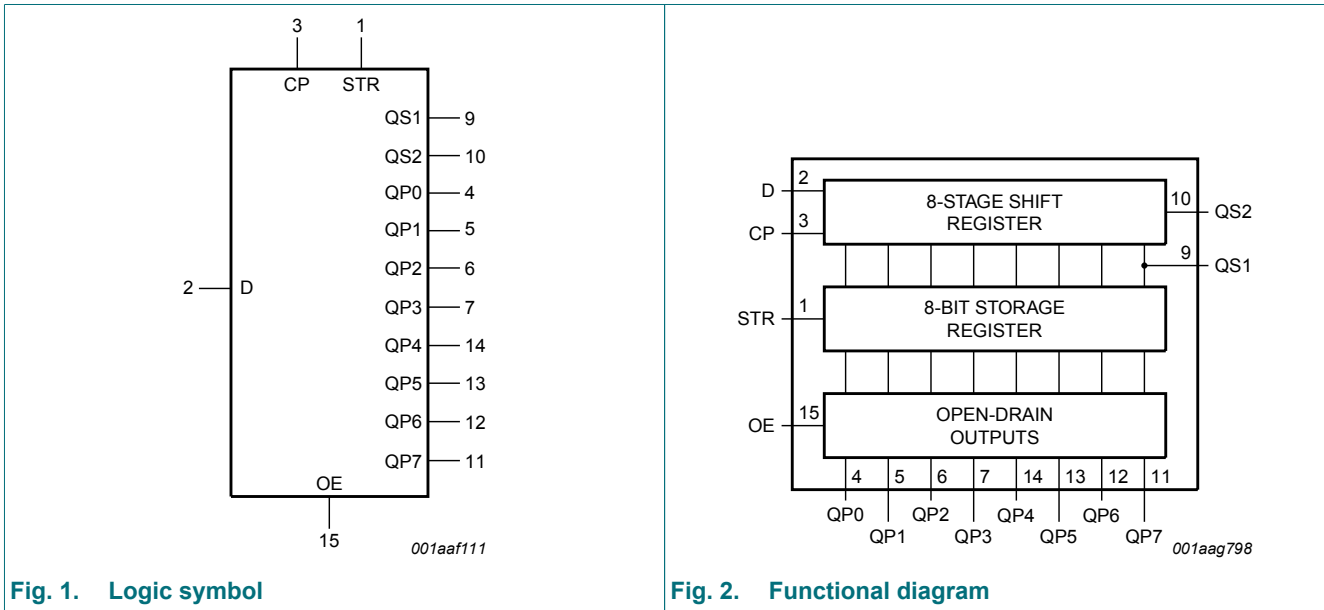 3 1
CP STR
QS1 9
QS2 10
QP0 4
QP1 5
QP2 6
2 D
QP3 7
QP4 14
QP5 13
QP6 12
QP7 11
OE
15
001aaf111
Fig. 1. Logic symbol
D 2
8-STAGE SHIFT
REGISTER
10 QS2
CP 3
9 QS1
STR 1
8-BIT STORAGE
REGISTER
OE 15
OPEN-DRAIN
OUTPUTS
4 5 6 7 14 13 12 11
QP0 QP2 QP4 QP6
QP1 QP3 QP5 QP7
001aag798
Fig. 2. Functional diagram